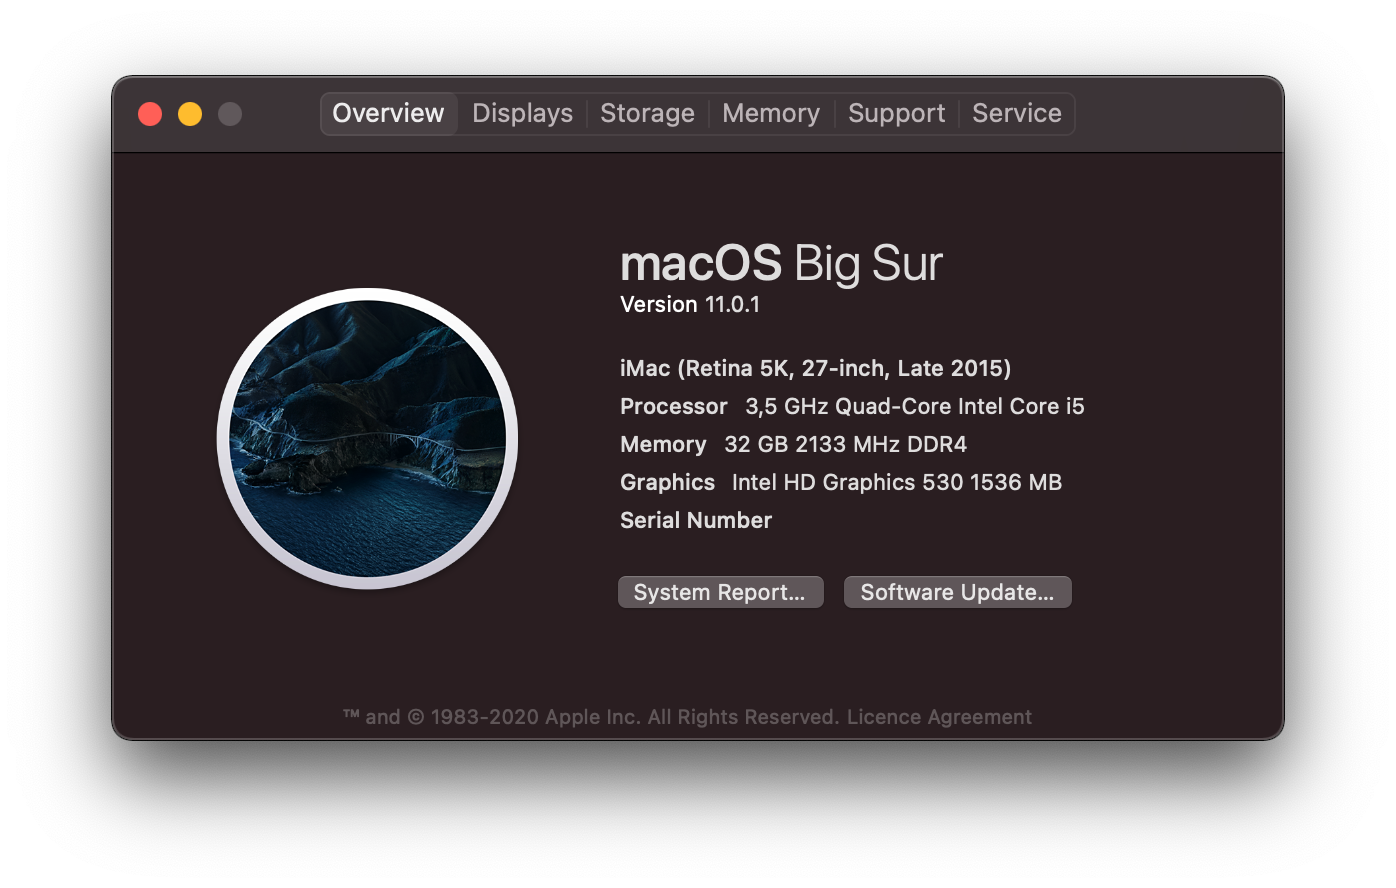 Overview Displays Storage Memory Support Service
macOS Big Sur
Version 11.0.1
iMac (Retina 5K, 27-inch, Late 2015)
Processor 3,5 GHz Quad-Core Intel Core i5
Memory 32 GB 2133 MHz DDR4
Graphics Intel HD Graphics 530 1536 MB
Serial Number
System Report... Software Update...
™ and © 1983-2020 Apple Inc. All Rights Reserved. Licence Agreement